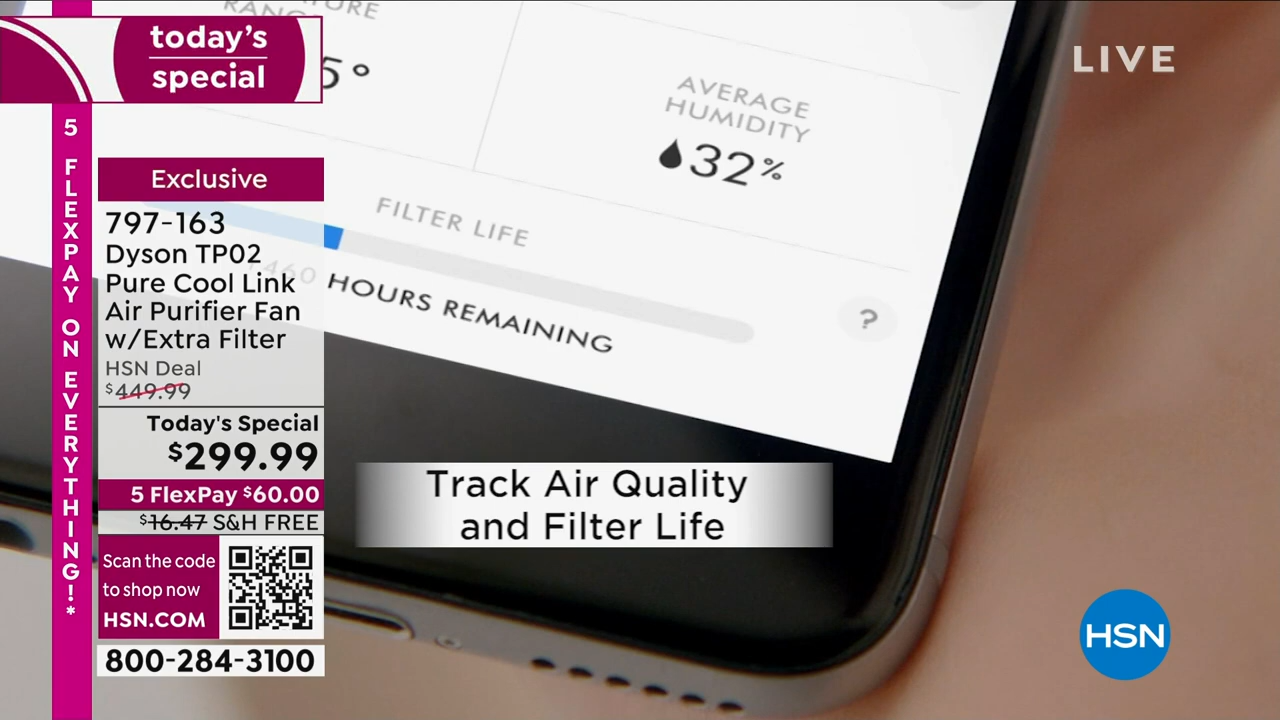 today's
special
LIVE
5 FLEXPAY ON EVERYTHING!*
Exclusive
797-163
Dyson TP02
Pure Cool Link
Air Purifier Fan
w/Extra Filter
HSN Deal
$449.99
Today's Special
$299.99
5 FlexPay $60.00
$16.47 S&H FREE
Scan the code
to shop now
HSN.COM
800-284-3100
5°
AVERAGE
HUMIDITY
32%
FILTER LIFE
HOURS REMAINING
?
Track Air Quality
and Filter Life
HSN